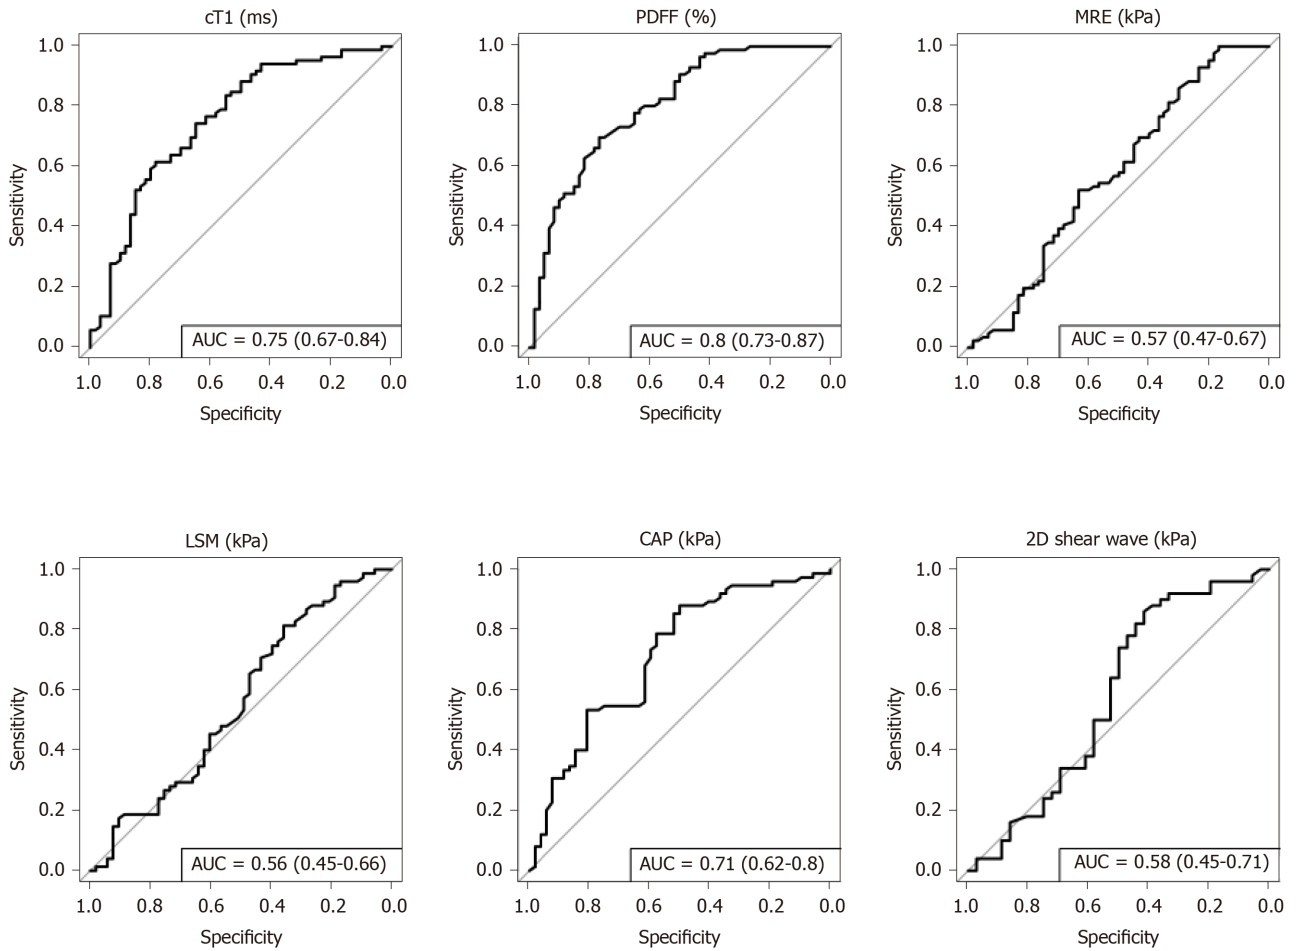 cT1 (ms)
1.0
0.8
0.6
0.4
0.2
0.0
Sensitivity
AUC = 0.75 (0.67-0.84)
1.0 0.8 0.6 0.4 0.2 0.0
Specificity
PDFF (%)
1.0
0.8
0.6
0.4
0.2
0.0
Sensitivity
AUC = 0.8 (0.73-0.87)
1.0 0.8 0.6 0.4 0.2 0.0
Specificity
MRE (kPa)
1.0
0.8
0.6
0.4
0.2
0.0
Sensitivity
AUC = 0.57 (0.47-0.67)
1.0 0.8 0.6 0.4 0.2 0.0
Specificity
LSM (kPa)
1.0
0.8
0.6
0.4
0.2
0.0
Sensitivity
AUC = 0.56 (0.45-0.66)
1.0 0.8 0.6 0.4 0.2 0.0
Specificity
CAP (kPa)
1.0
0.8
0.6
0.4
0.2
0.0
Sensitivity
AUC = 0.71 (0.62-0.8)
1.0 0.8 0.6 0.4 0.2 0.0
Specificity
2D shear wave (kPa)
1.0
0.8
0.6
0.4
0.2
0.0
Sensitivity
AUC = 0.58 (0.45-0.71)
1.0 0.8 0.6 0.4 0.2 0.0
Specificity